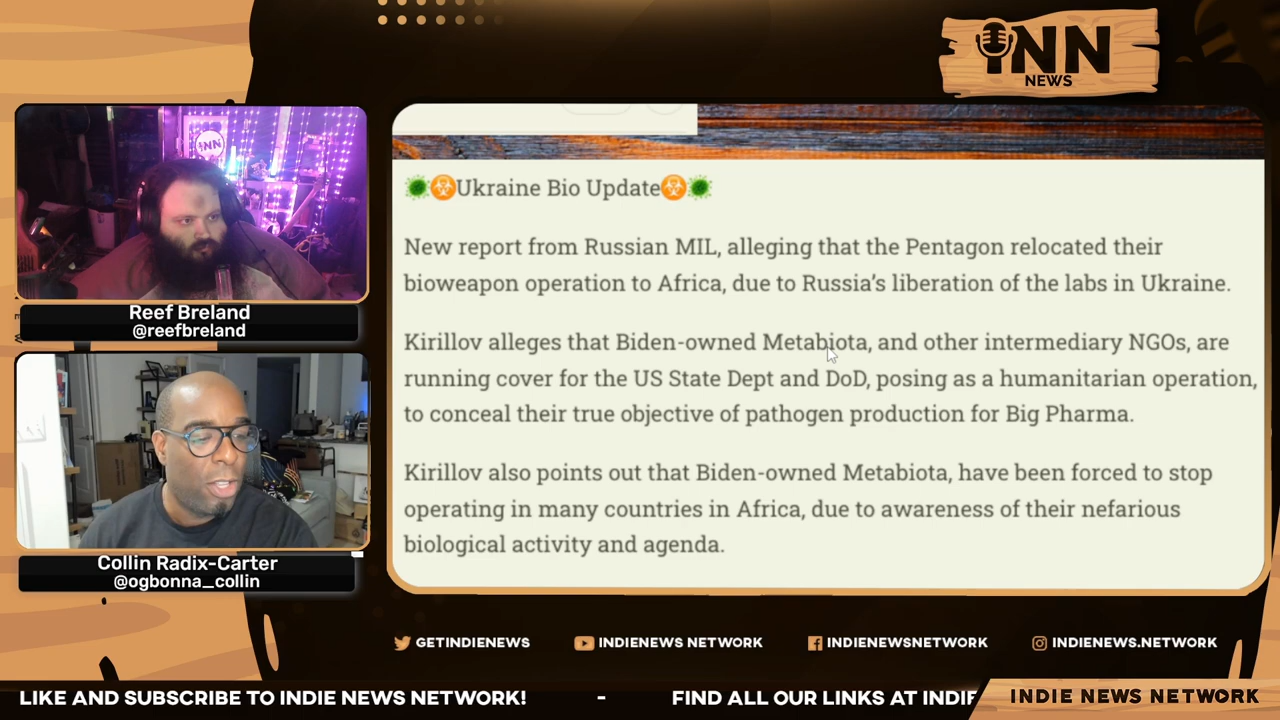 iNN
NEWS
iNN
Ukraine Bio Update
New report from Russian MIL, alleging that the Pentagon relocated their
bioweapon operation to Africa, due to Russia’s liberation of the labs in Ukraine.
Kirillov alleges that Biden-owned Metabiota, and other intermediary NGOs, are
running cover for the US State Dept and DoD, posing as a humanitarian operation,
to conceal their true objective of pathogen production for Big Pharma.
Kirillov also points out that Biden-owned Metabiota, have been forced to stop
operating in many countries in Africa, due to awareness of their nefarious
biological activity and agenda.
Reef Breland
@reefbreland
Collin Radix-Carter
@ogbonna_collin
GETINDIENEWS
INDIENEWS NETWORK
INDIENEWSNETWORK
INDIENEWS.NETWORK
LIKE AND SUBSCRIBE TO INDIE NEWS NETWORK! - FIND ALL OUR LINKS AT INDIE
INDIE NEWS NETWORK